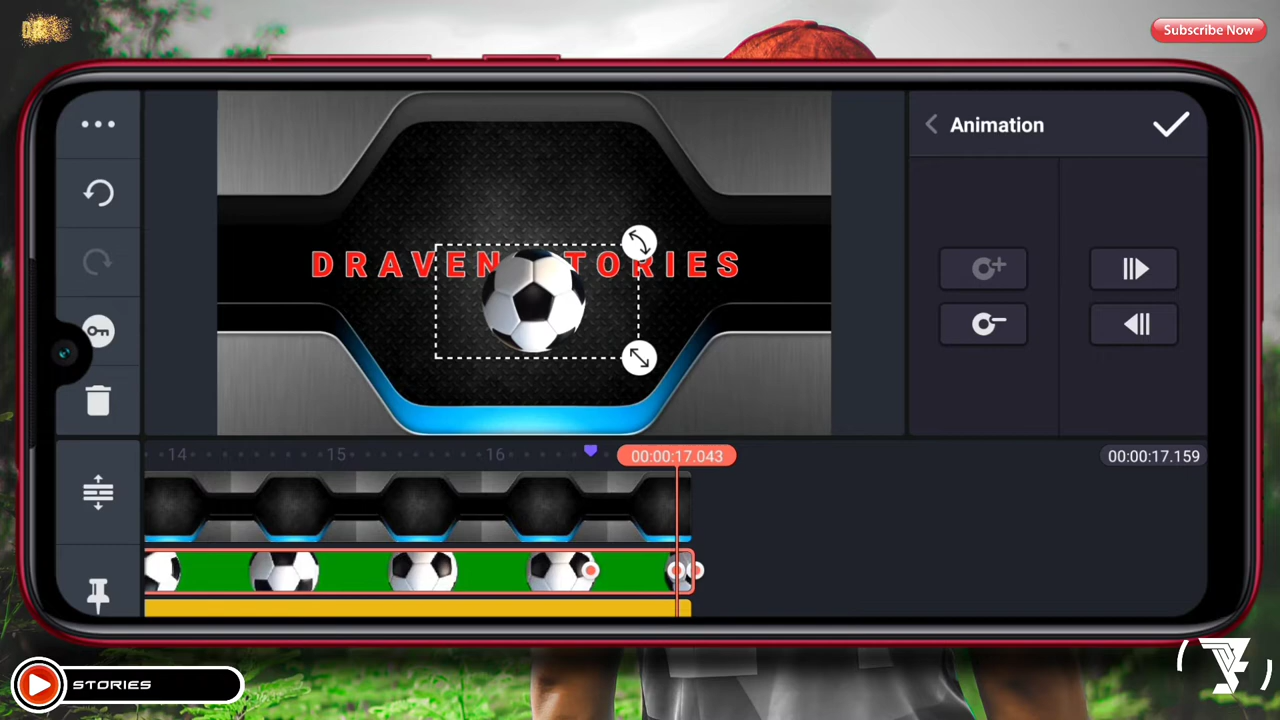 Subscribe Now
Animation
DRAVEN TORIES
14 15 16
00:00:17.043
00:00:17.159
STORIES